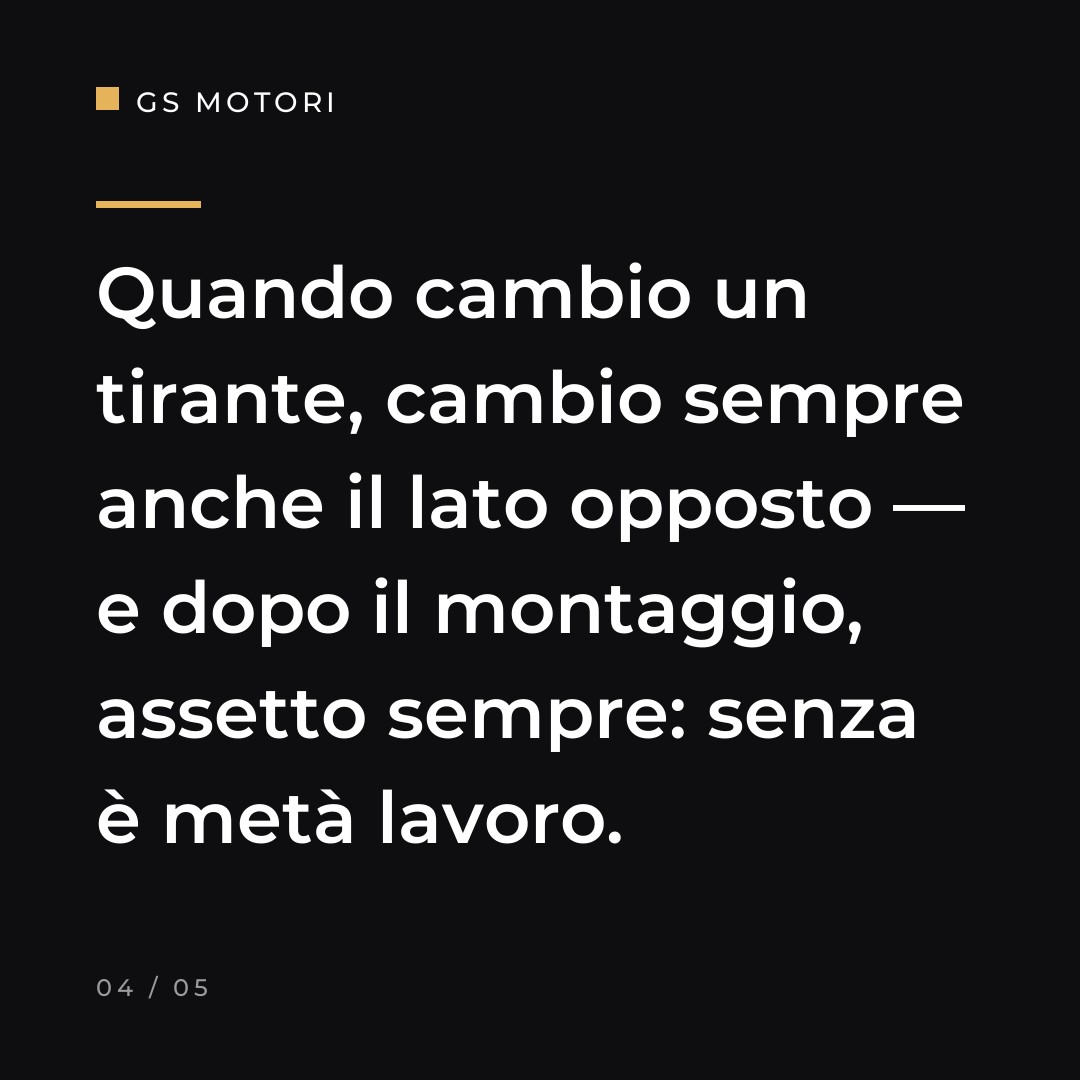 GS MOTORI
Quando cambio un
tirante, cambio sempre
anche il lato opposto —
e dopo il montaggio,
assetto sempre: senza
è metà lavoro.
04 / 05